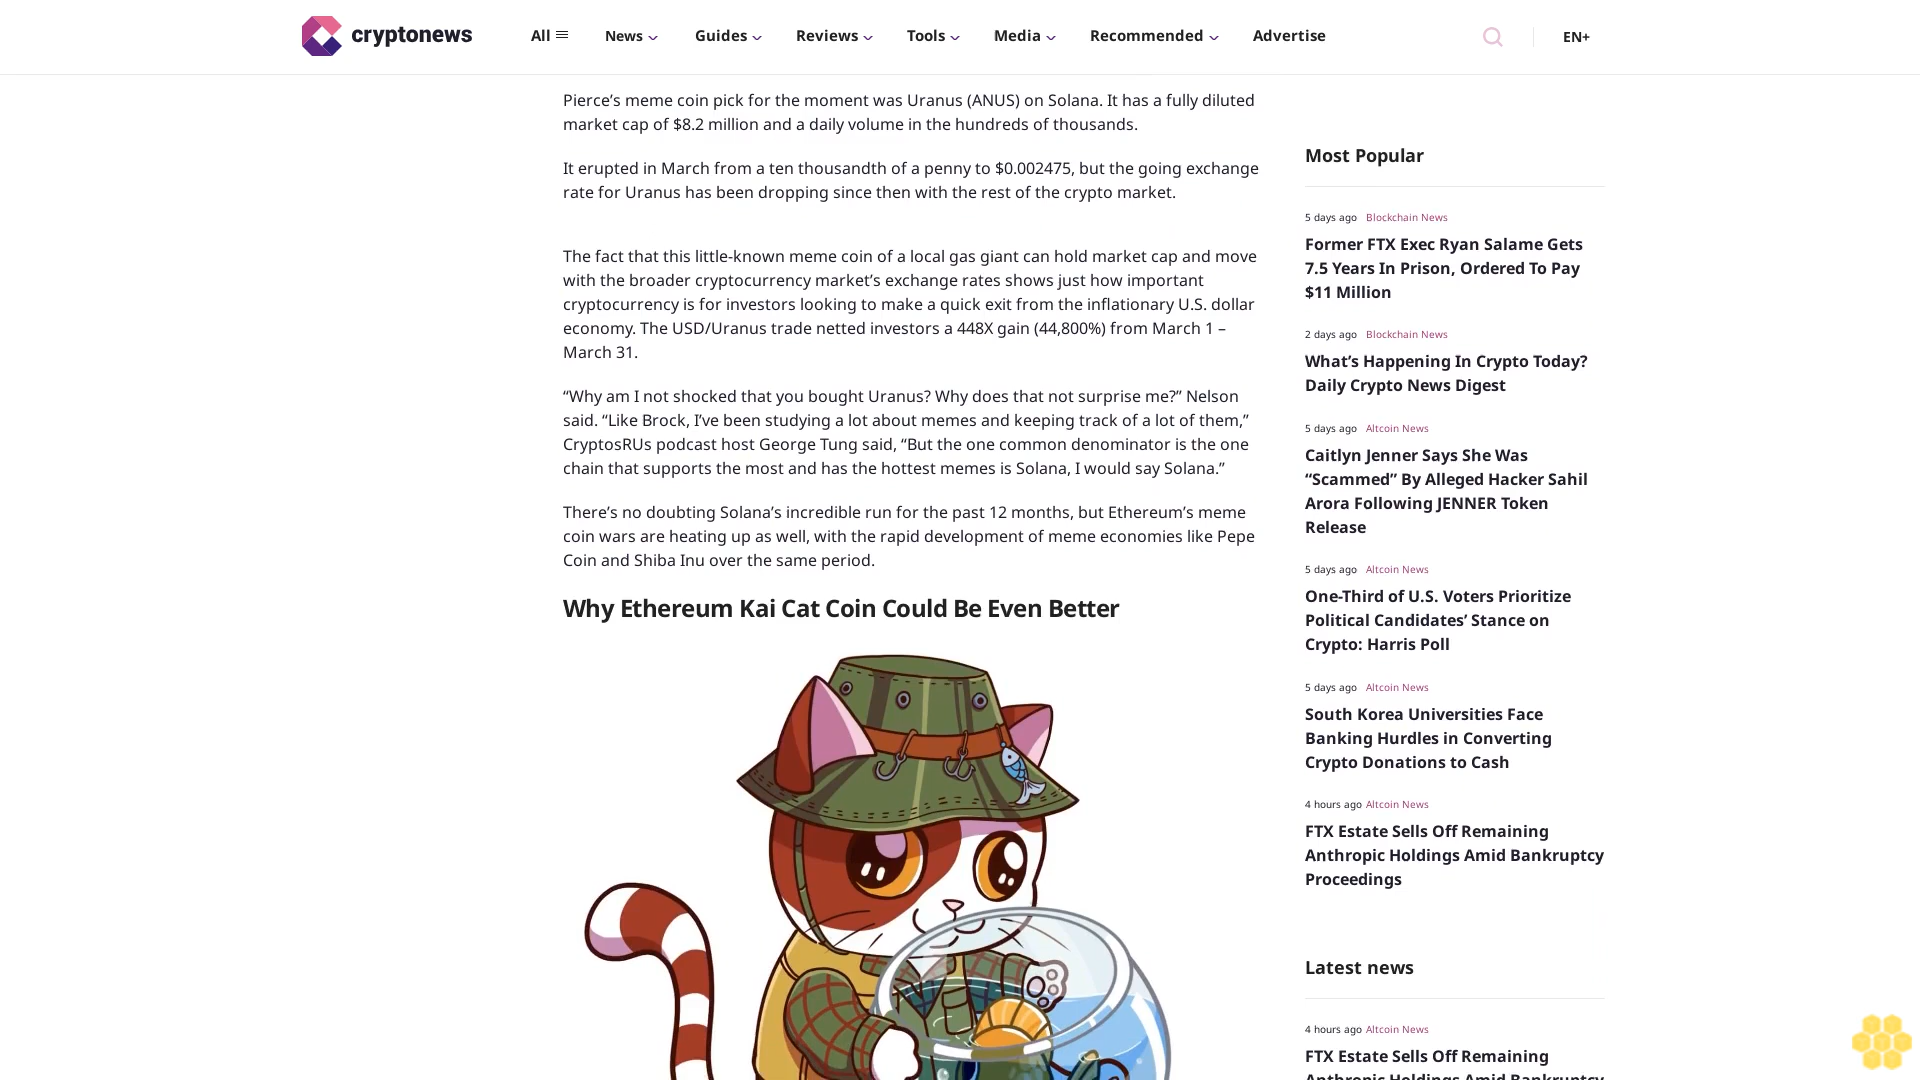 cryptonews
All
News
Guides
Reviews
Tools
Media
Recommended
Advertise
EN+
Pierce’s meme coin pick for the moment was Uranus (ANUS) on Solana. It has a fully diluted
market cap of $8.2 million and a daily volume in the hundreds of thousands.
It erupted in March from a ten thousandth of a penny to $0.002475, but the going exchange
rate for Uranus has been dropping since then with the rest of the crypto market.
The fact that this little-known meme coin of a local gas giant can hold market cap and move
with the broader cryptocurrency market’s exchange rates shows just how important
cryptocurrency is for investors looking to make a quick exit from the inflationary U.S. dollar
economy. The USD/Uranus trade netted investors a 448X gain (44,800%) from March 1 –
March 31.
“Why am I not shocked that you bought Uranus? Why does that not surprise me?” Nelson
said. “Like Brock, I’ve been studying a lot about memes and keeping track of a lot of them,”
CryptosRUs podcast host George Tung said, “But the one common denominator is the one
chain that supports the most and has the hottest memes is Solana, I would say Solana.”
There’s no doubting Solana’s incredible run for the past 12 months, but Ethereum’s meme
coin wars are heating up as well, with the rapid development of meme economies like Pepe
Coin and Shiba Inu over the same period.
Why Ethereum Kai Cat Coin Could Be Even Better
Most Popular
5 days ago Blockchain News
Former FTX Exec Ryan Salame Gets
7.5 Years In Prison, Ordered To Pay
$11 Million
2 days ago Blockchain News
What’s Happening In Crypto Today?
Daily Crypto News Digest
5 days ago Altcoin News
Caitlyn Jenner Says She Was
“Scammed” By Alleged Hacker Sahil
Arora Following JENNER Token
Release
5 days ago Altcoin News
One-Third of U.S. Voters Prioritize
Political Candidates’ Stance on
Crypto: Harris Poll
5 days ago Altcoin News
South Korea Universities Face
Banking Hurdles in Converting
Crypto Donations to Cash
4 hours ago Altcoin News
FTX Estate Sells Off Remaining
Anthropic Holdings Amid Bankruptcy
Proceedings
Latest news
4 hours ago Altcoin News
FTX Estate Sells Off Remaining
Anthropic Holdings Amid Bankruptcy